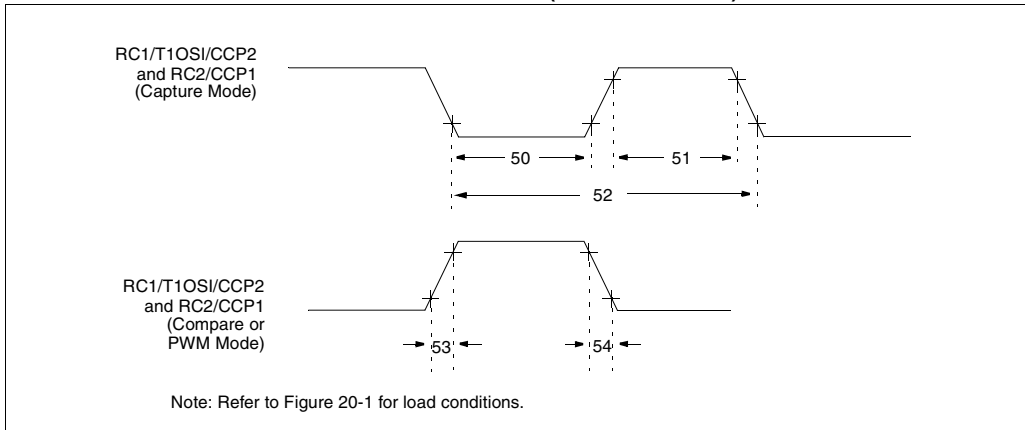 RC1/T1OSI/CCP2
and RC2/CCP1
(Capture Mode)
50
51
52
RC1/T1OSI/CCP2
and RC2/CCP1
(Compare or
PWM Mode)
53
54
Note: Refer to Figure 20-1 for load conditions.